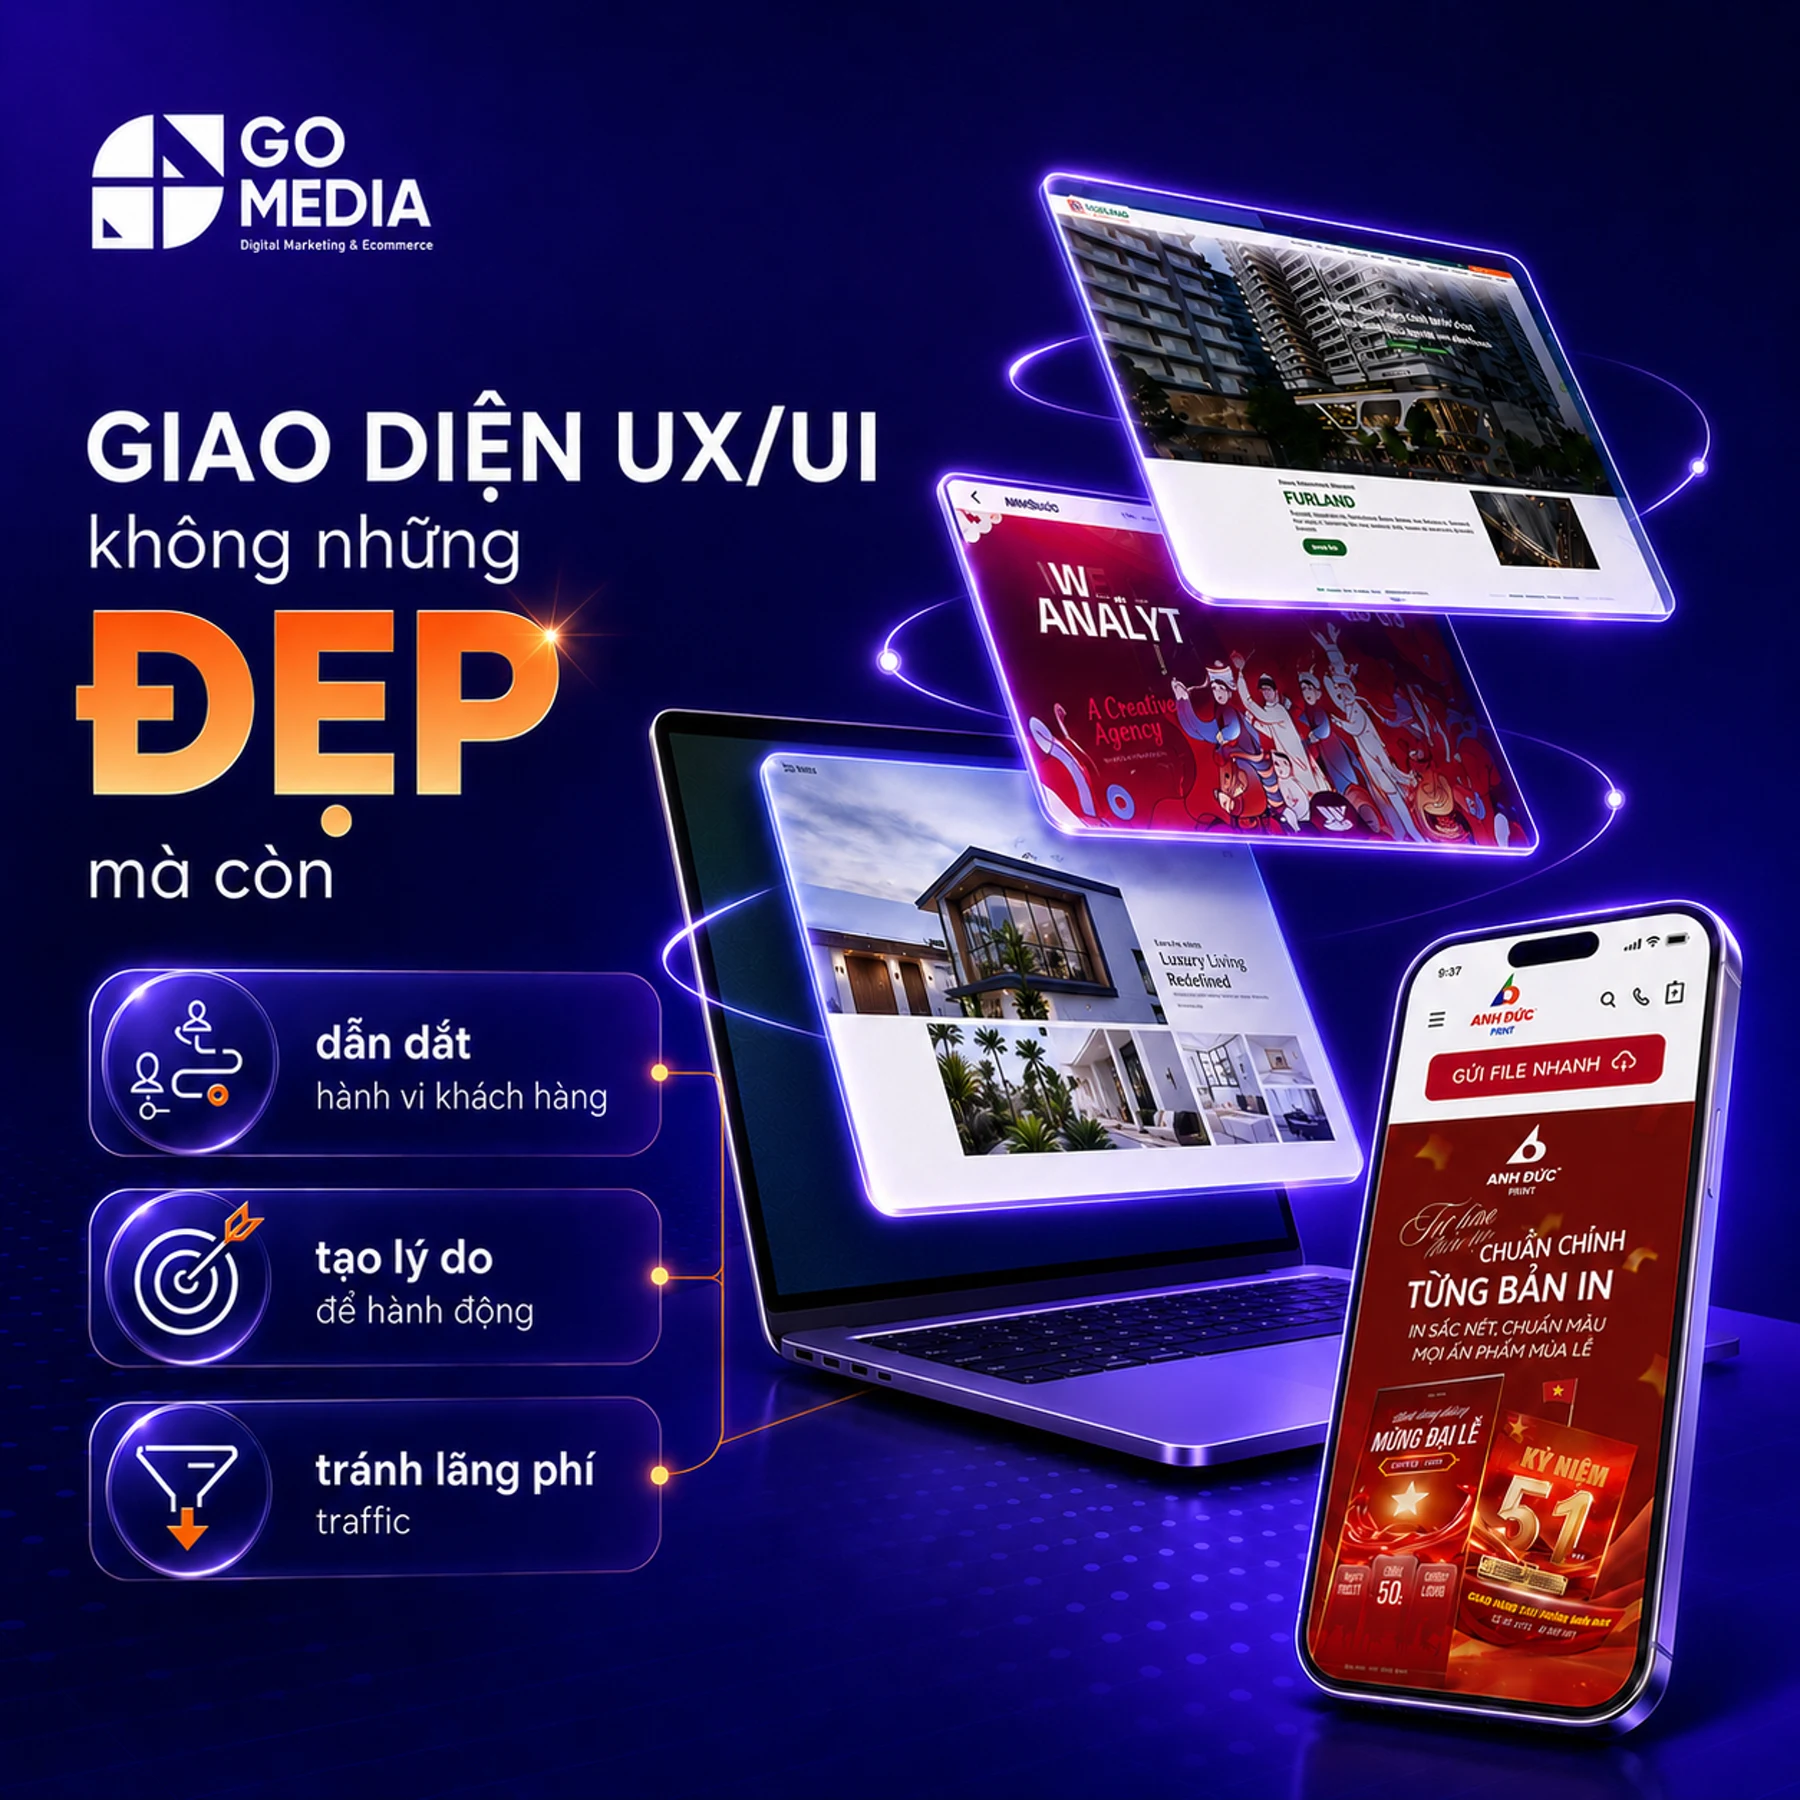 GO
MEDIA
Digital Marketing & Ecommerce
GIAO DIỆN UX/UI
không những
ĐẸP
mà còn
dẫn dắt
hành vi khách hàng
tạo lý do
để hành động
tránh lãng phí
traffic
FURLAND
ANALYT
A Creative
Agency
Luxury Living
Redefined
9:37
ANH ĐỨC
PRINT
GỬI FILE NHANH
ANH ĐỨC
PRINT
CHUẨN CHỈNH
TỪNG BẢN IN
IN SẮC NÉT, CHUẨN MÀU
MỌI ẤN PHẨM MÙA LỄ
MỪNG ĐẠI LỄ
KỶ NIỆM
51
50